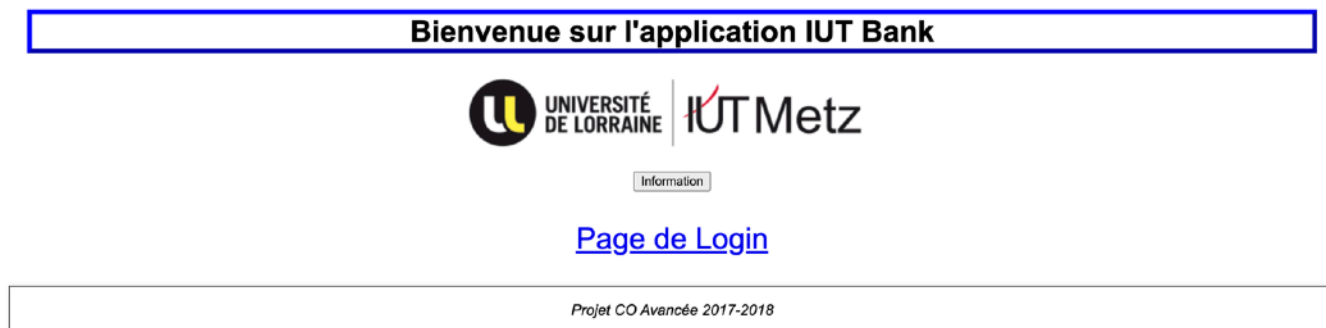 Bienvenue sur l'application IUT Bank
UNIVERSITÉ
DE LORRAINE
IUT Metz
Information
Page de Login
Projet CO Avancée 2017-2018